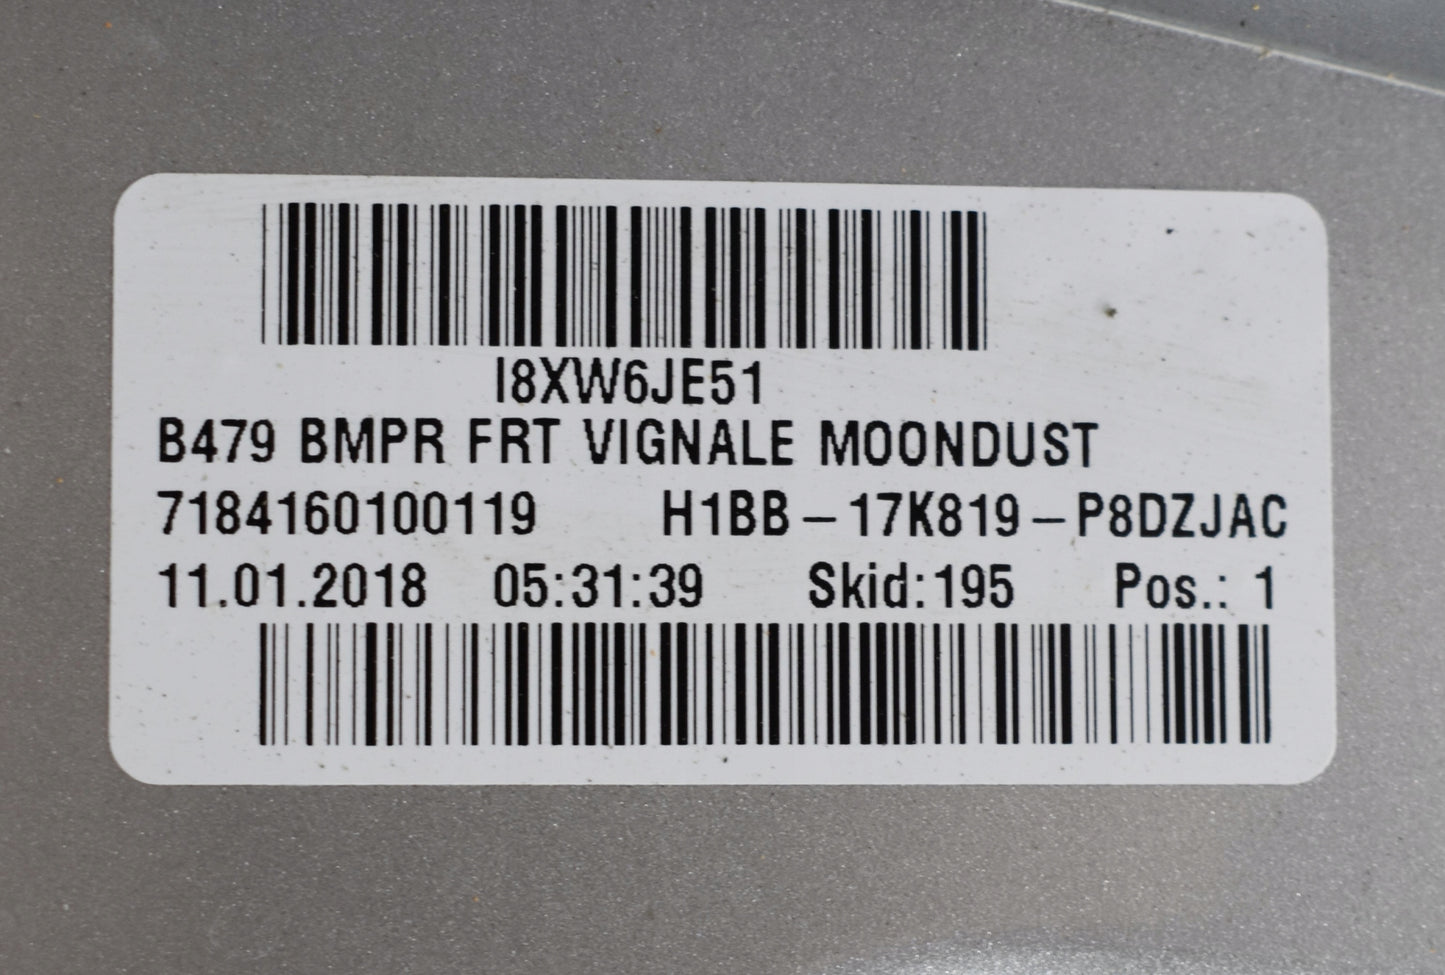 I8XW6JE51
B479 BMPR FRT VIGNALE MOONDUST
7184160100119 H1BB-17K819-P8DZJAC
11.01.2018 05:31:39 Skid:195 Pos.: 1